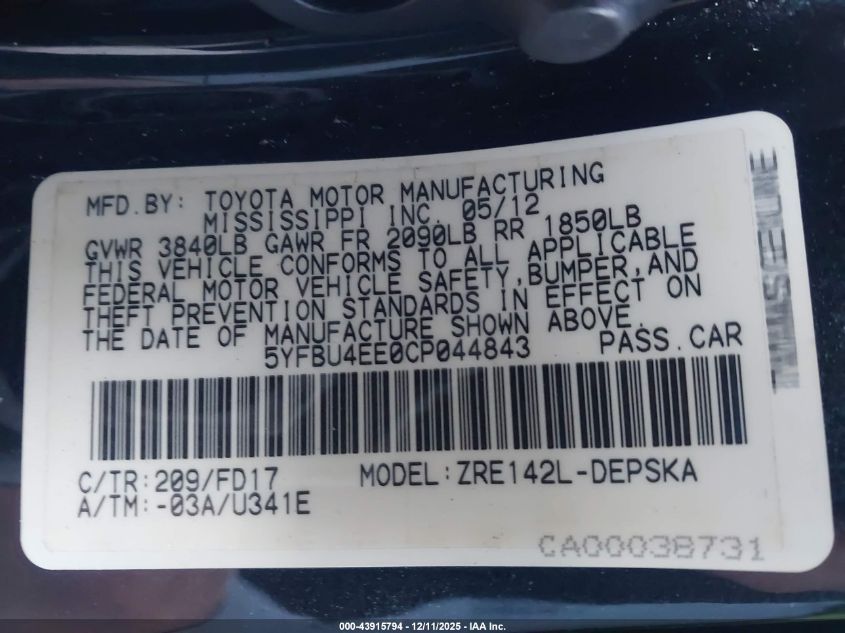 MFD.BY: TOYOTA MOTOR MANUFACTURING
MISSISSIPPI INC. 05/12
GVWR 3840LB GAWR FR 2090LB RR 1850LB
THIS VEHICLE CONFORMS TO ALL APPLICABLE
FEDERAL MOTOR VEHICLE SAFETY, BUMPER, AND
THEFT PREVENTION STANDARDS IN EFFECT ON
THE DATE OF MANUFACTURE SHOWN ABOVE.
5YFBU4EE0CP044843 PASS.CAR
C/TR:209/FD17 MODEL:ZRE142L-DEPSKA
A/TM:-03A/U341E
CA00038731
000-43915794 - 12/11/2025 - IAA Inc.